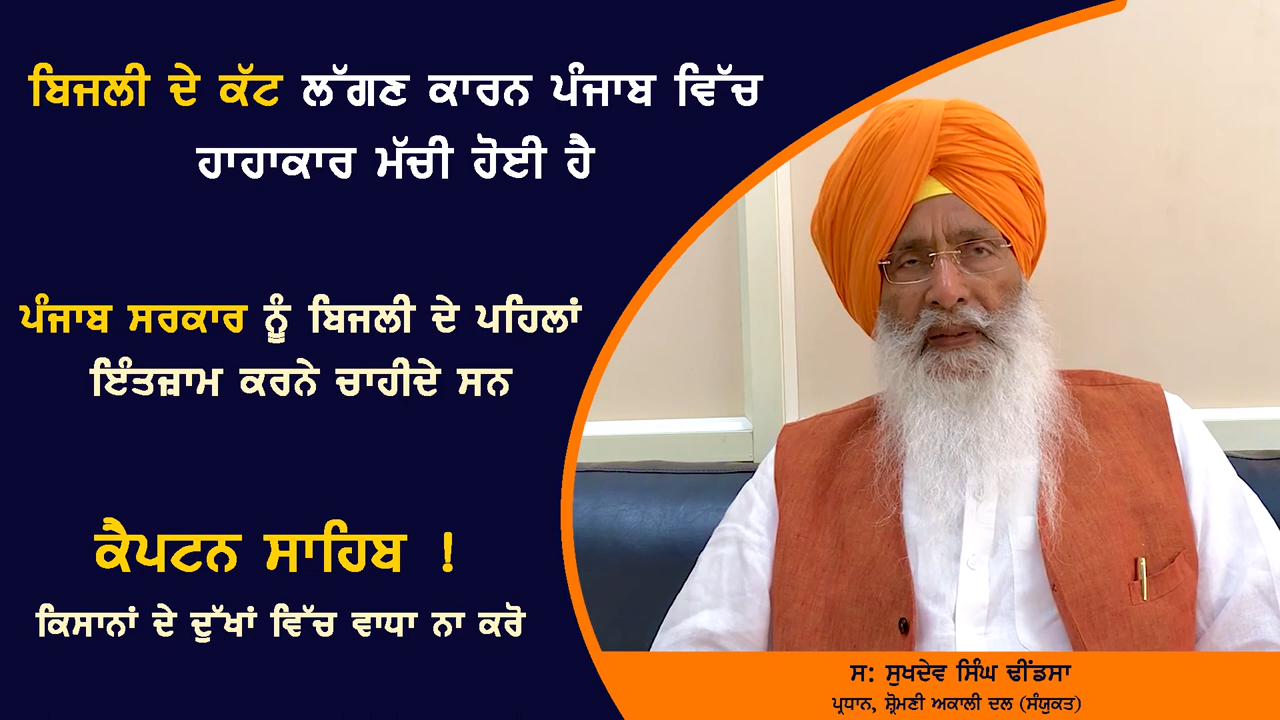 ਬਿਜਲੀ ਦੇ ਕੱਟ ਲੱਗਣ ਕਾਰਨ ਪੰਜਾਬ ਵਿੱਚ
ਹਾਹਾਕਾਰ ਮੱਚੀ ਹੋਈ ਹੈ
ਪੰਜਾਬ ਸਰਕਾਰ ਨੂੰ ਬਿਜਲੀ ਦੇ ਪਹਿਲਾਂ
ਇੰਤਜ਼ਾਮ ਕਰਨੇ ਚਾਹੀਦੇ ਸਨ
ਕੈਪਟਨ ਸਾਹਿਬ !
ਕਿਸਾਨਾਂ ਦੇ ਦੁੱਖਾਂ ਵਿੱਚ ਵਾਧਾ ਨਾ ਕਰੋ
ਸ: ਸੁਖਦੇਵ ਸਿੰਘ ਢੀਂਡਸਾ
ਪ੍ਰਧਾਨ, ਸ਼੍ਰੋਮਣੀ ਅਕਾਲੀ ਦਲ (ਸੰਯੁਕਤ)